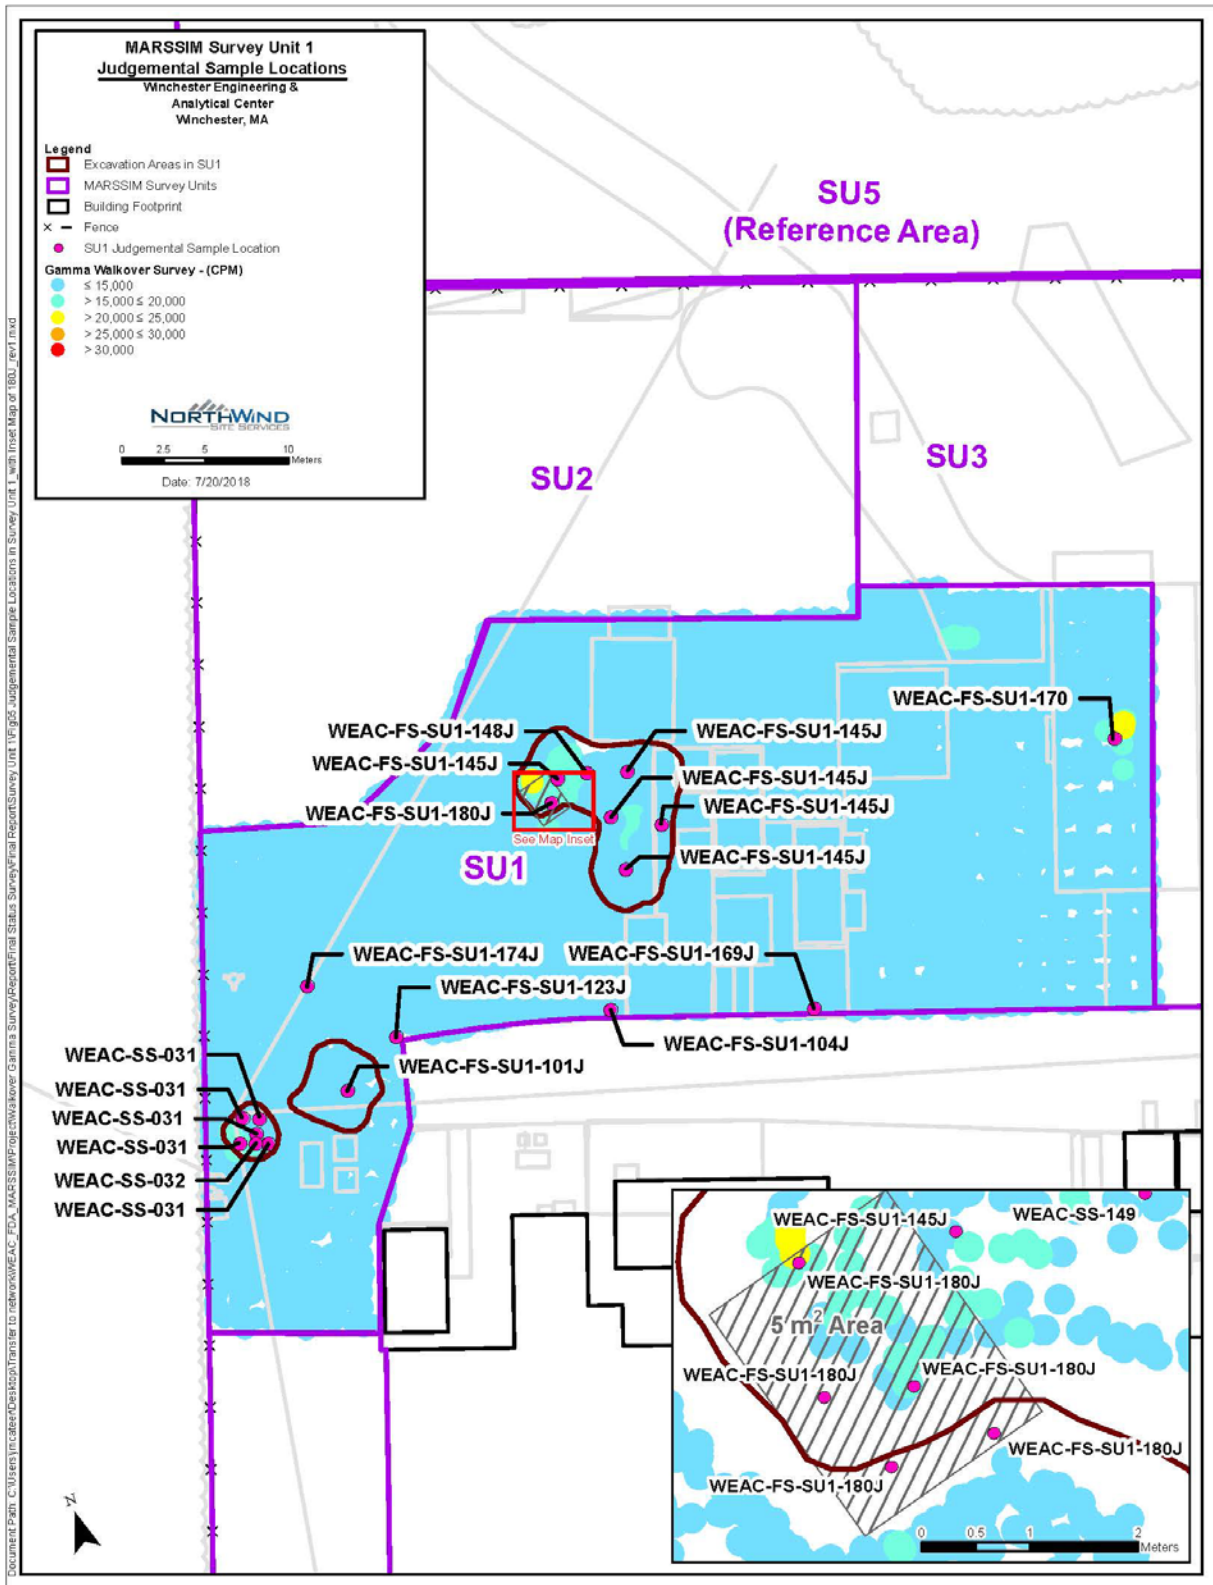 MARSSIM Survey Unit 1
Judgemental Sample Locations
Winchester Engineering &
Analytical Center
Winchester, MA
Legend
Excavation Areas in SU1
MARSSIM Survey Units
Building Footprint
Fence
SU1 Judgemental Sample Location
Gamma Walkover Survey - (CPM)
≤ 15,000
> 15,000 ≤ 20,000
> 20,000 ≤ 25,000
> 25,000 ≤ 30,000
> 30,000
NORTHWIND
SITE SERVICES
0 2.5 5 10
Meters
Date: 7/20/2018
SU5
(Reference Area)
SU2
SU3
WEAC-FS-SU1-170
WEAC-FS-SU1-148J
WEAC-FS-SU1-145J
WEAC-FS-SU1-145J
WEAC-FS-SU1-145J
WEAC-FS-SU1-145J
WEAC-FS-SU1-180J
See Map Inset
WEAC-FS-SU1-145J
SU1
WEAC-FS-SU1-174J
WEAC-FS-SU1-169J
WEAC-FS-SU1-123J
WEAC-FS-SU1-104J
WEAC-SS-031
WEAC-FS-SU1-101J
WEAC-SS-031
WEAC-SS-031
WEAC-SS-031
WEAC-SS-032
WEAC-SS-031
WEAC-FS-SU1-145J
WEAC-SS-149
WEAC-FS-SU1-180J
5 m² Area
WEAC-FS-SU1-180J
WEAC-FS-SU1-180J
WEAC-FS-SU1-180J
WEAC-FS-SU1-180J
0 0.5 1 2
Meters
N